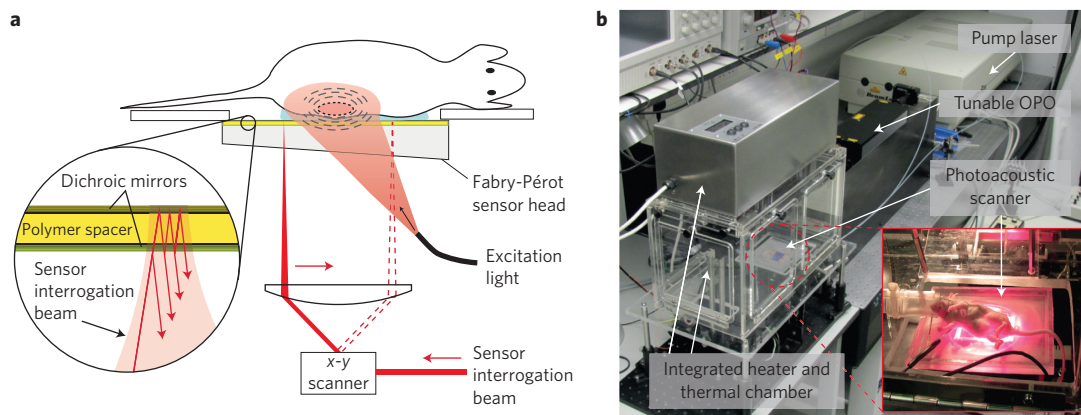 a
Dichroic mirrors
Polymer spacer
Sensor
interrogation
beam
Fabry-Pérot
sensor head
Excitation
light
x-y
scanner
Sensor
interrogation
beam
b
Pump laser
Tunable OPO
Photoacoustic
scanner
Integrated heater and
thermal chamber